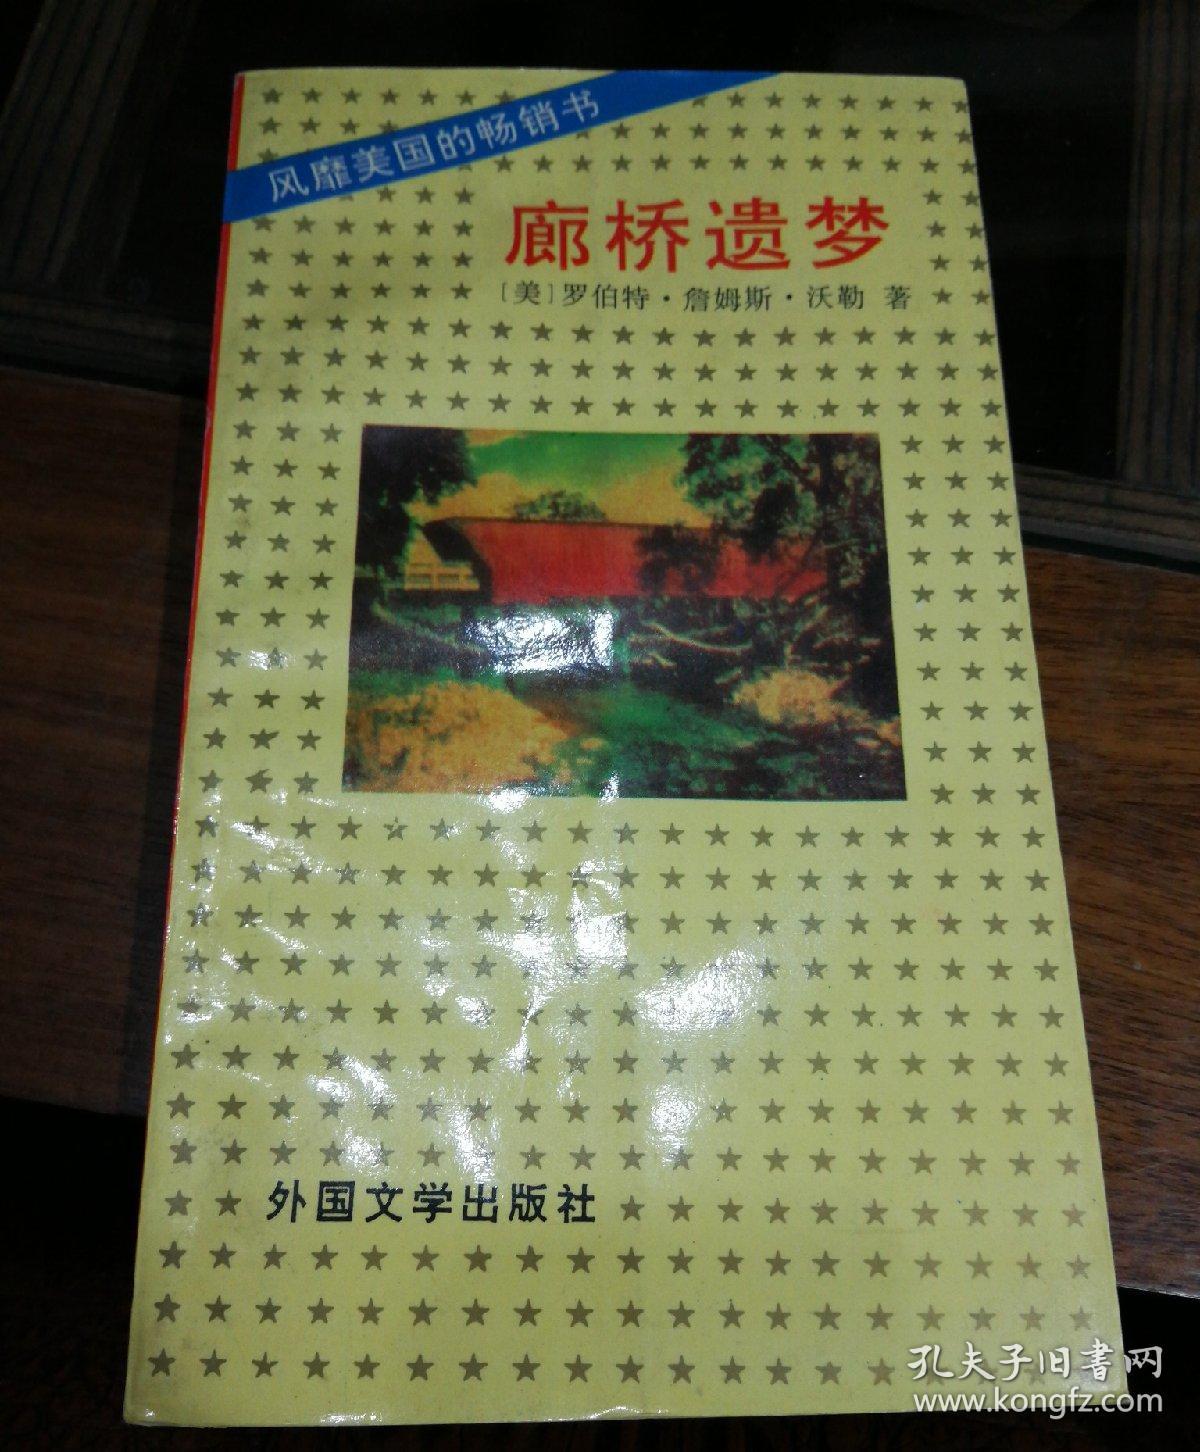 风靡美国的畅销书
廊桥遗梦
[美]罗伯特·詹姆斯·沃勒 著
外国文学出版社
孔夫子旧書网
www.kongfz.com